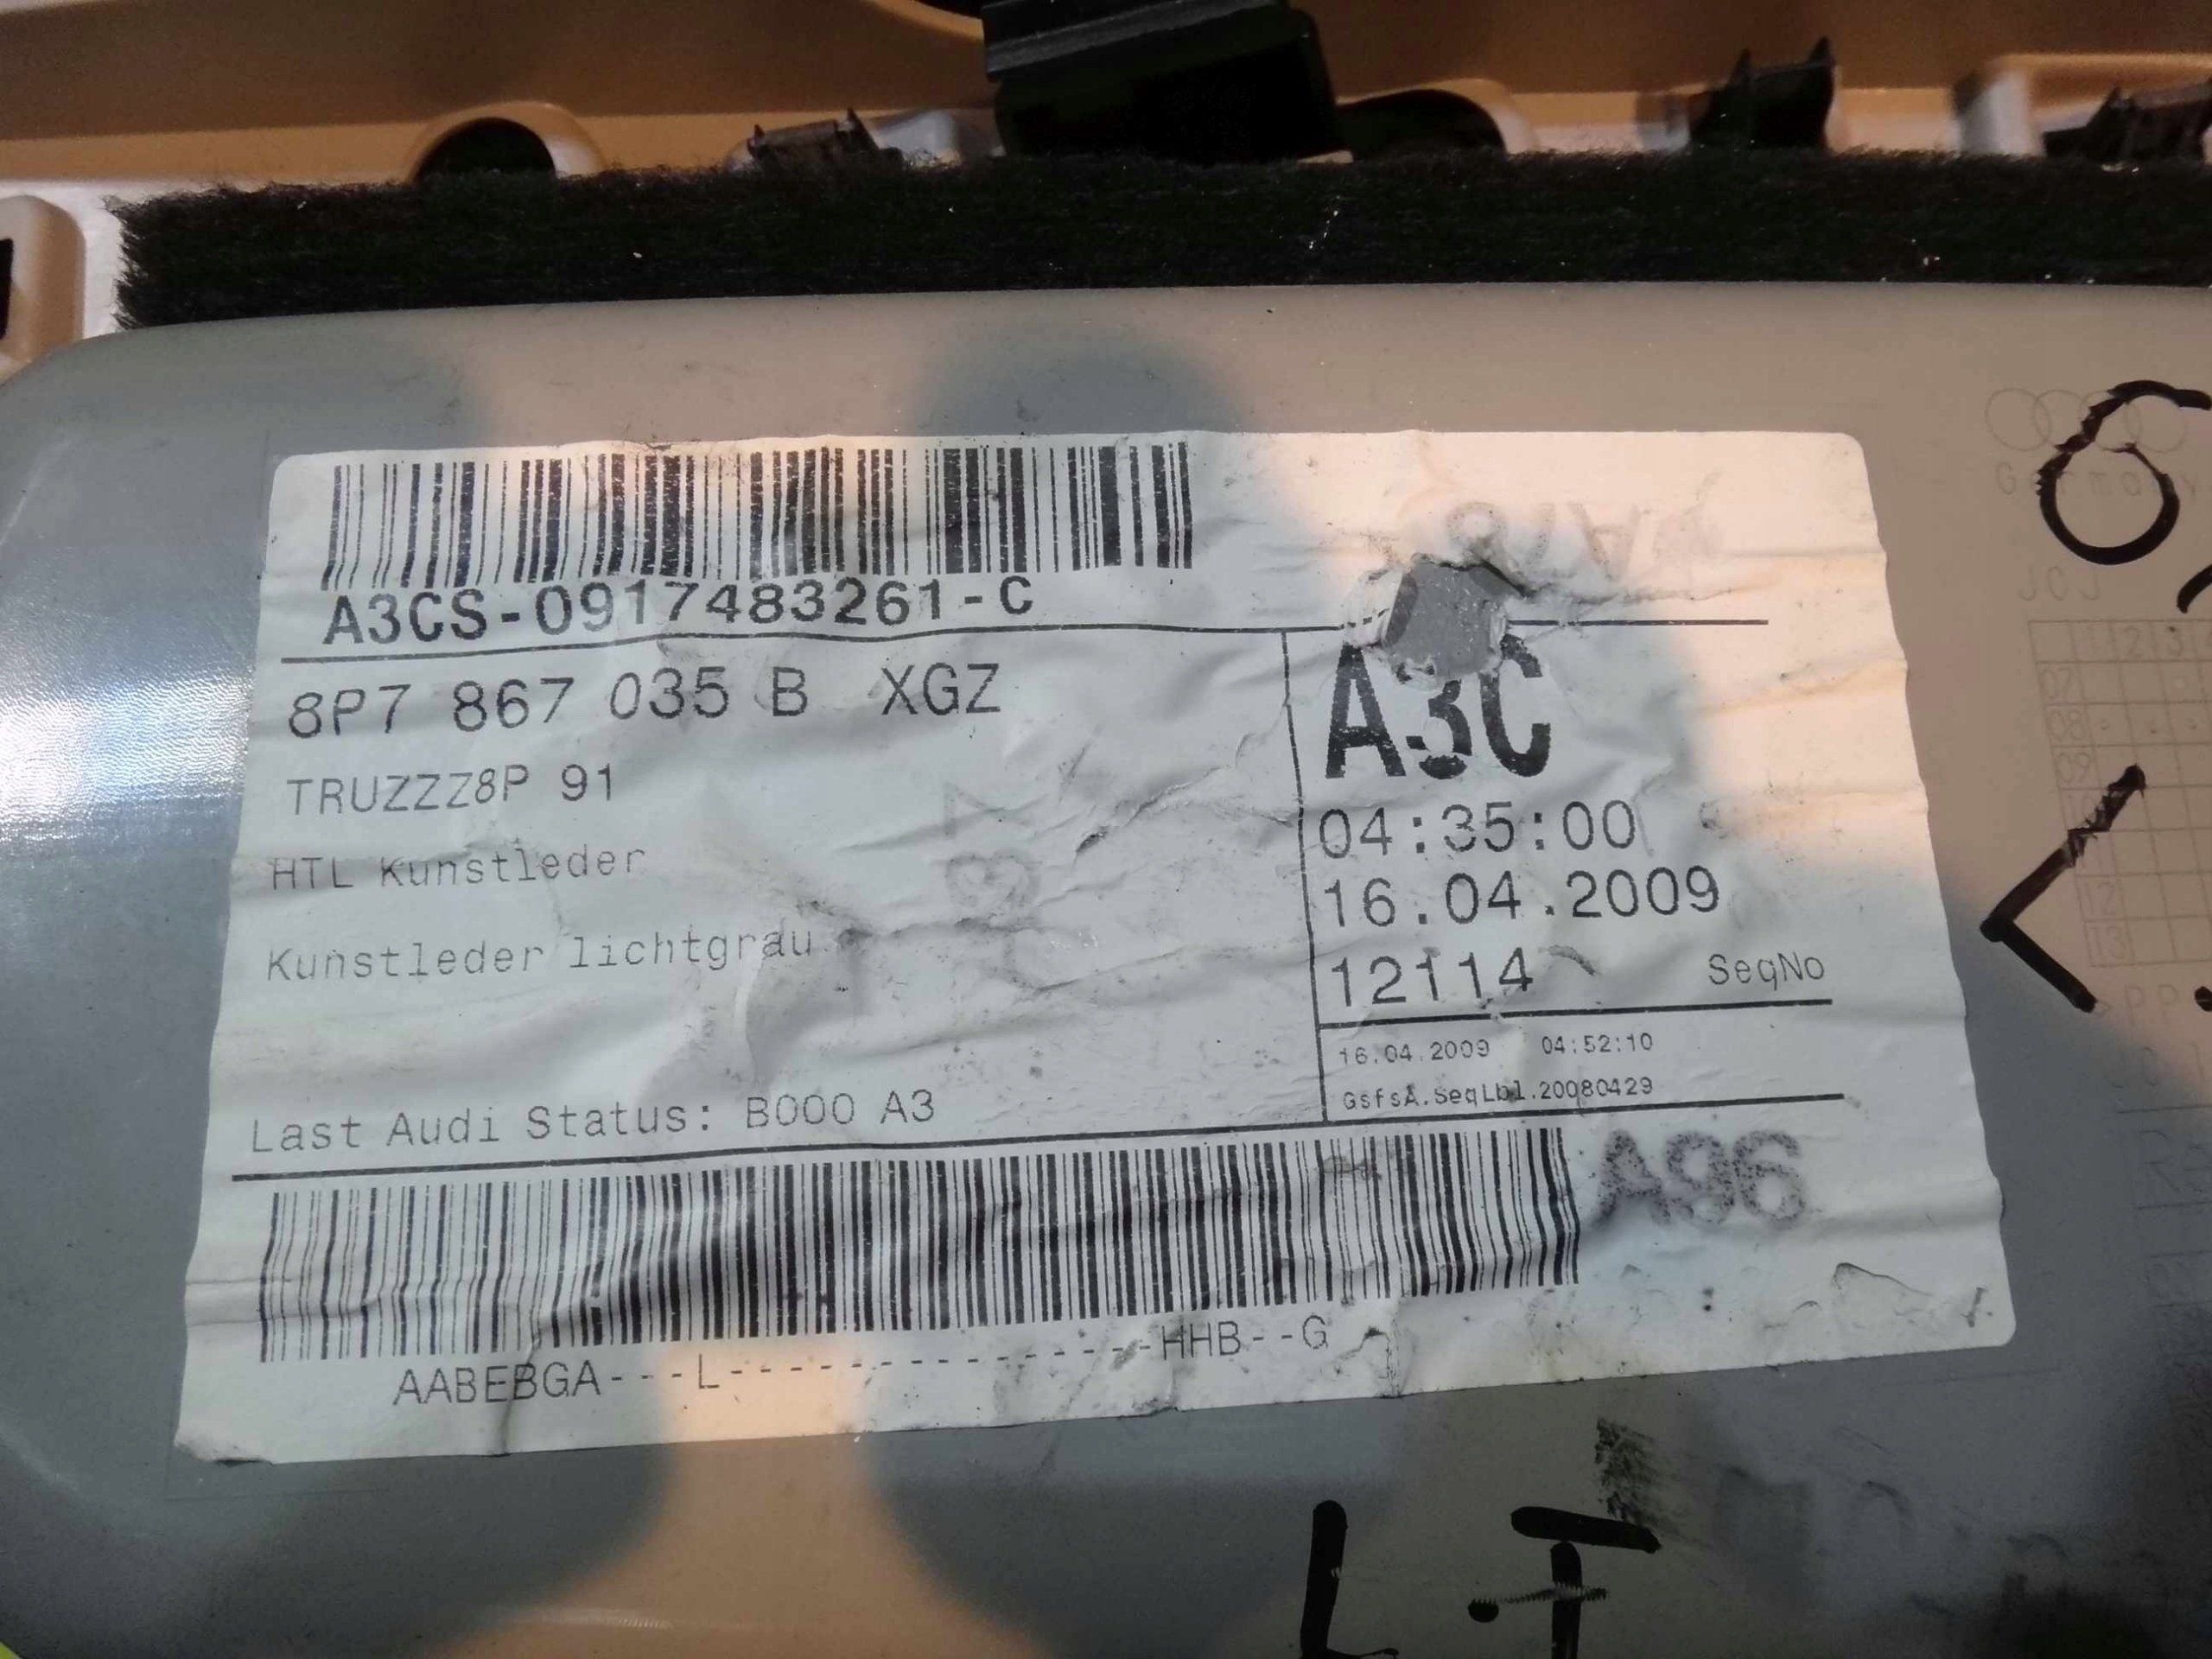 A3CS-0917483261-C
8P7 867 035 B XGZ
TRUZZZ8P 91
HTL Kunstleder
Kunstleder lichtgrau
Last Audi Status: B000 A3
A3C
04:35:00
16.04.2009
12114 SeqNo
16.04.2009 04:52:10
GsfsA.SeqLbl.20080429
A96
AABEBGA---L---------------HHB--G
Germany